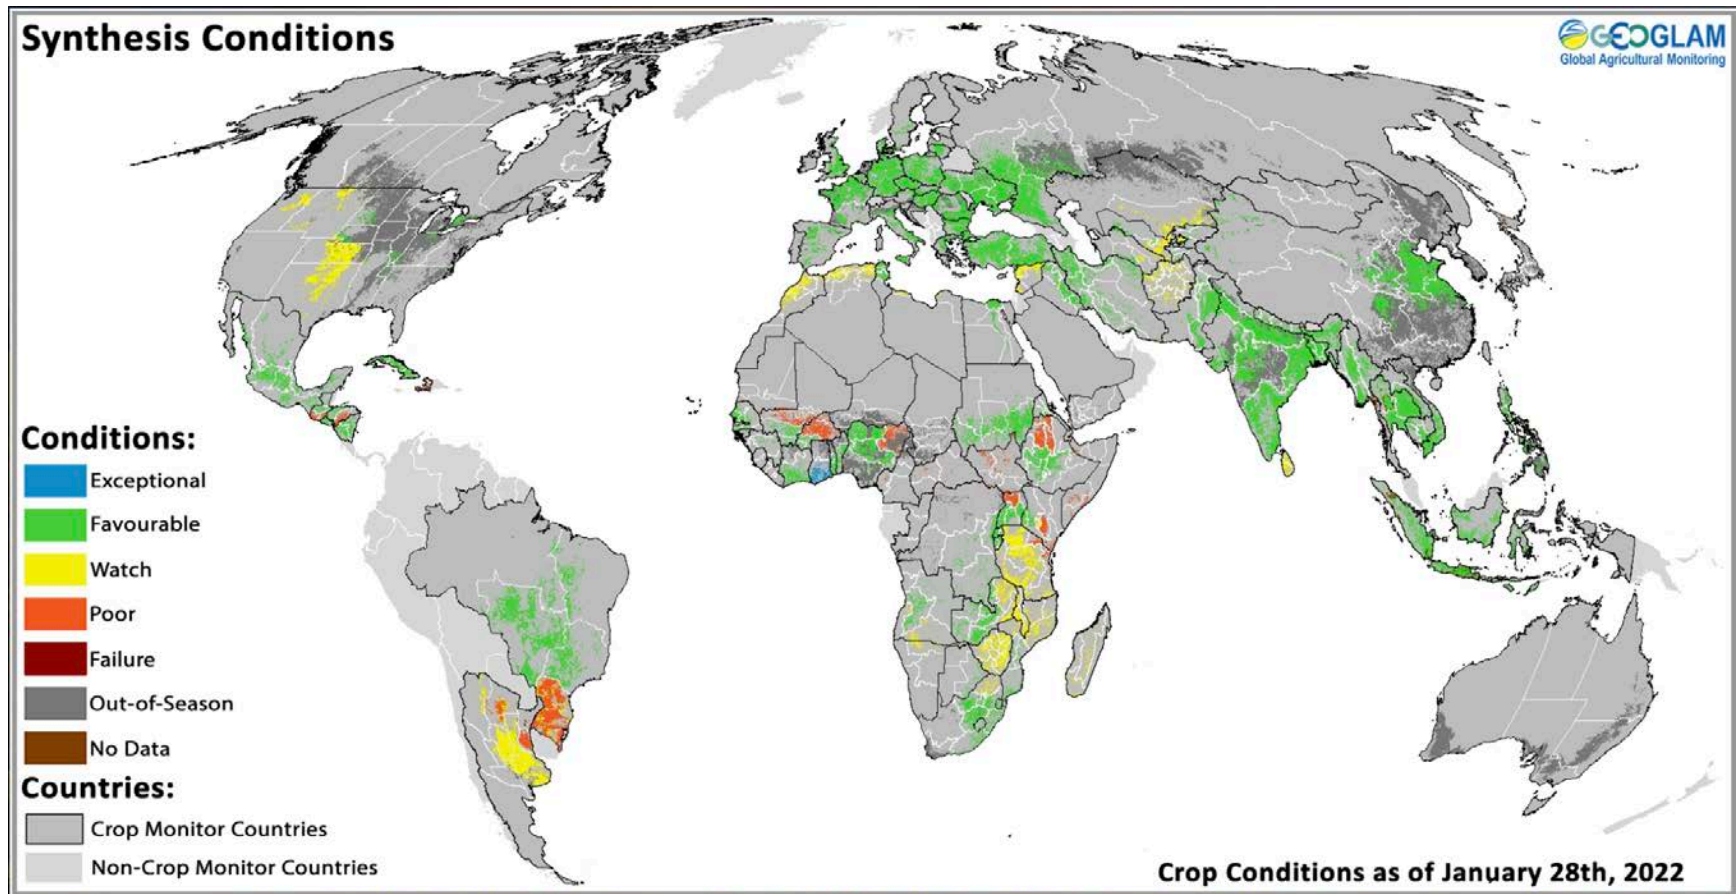 Synthesis Conditions
GEOGLAM
Global Agricultural Monitoring
Conditions:
Exceptional
Favourable
Watch
Poor
Failure
Out-of-Season
No Data
Countries:
Crop Monitor Countries
Non-Crop Monitor Countries
Crop Conditions as of January 28th, 2022